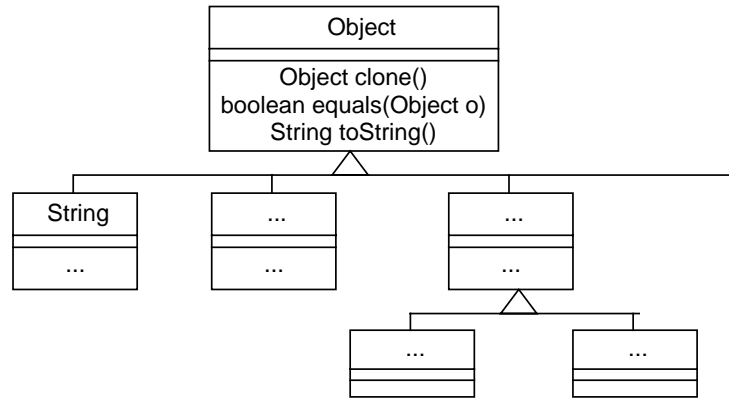 Object
Object clone()
boolean equals(Object o)
String toString()
String
...
...
...
...
...
...
...